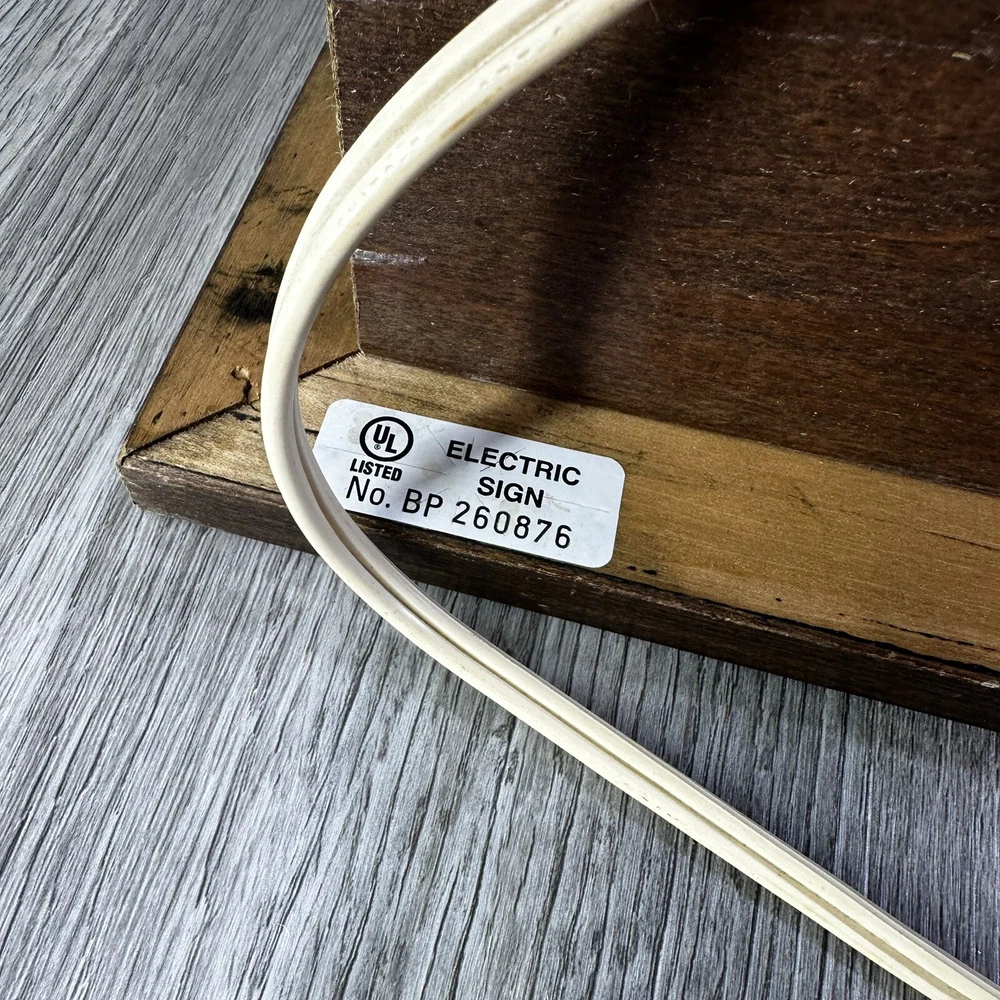 UL
®
LISTED
ELECTRIC
SIGN
No. BP 260876